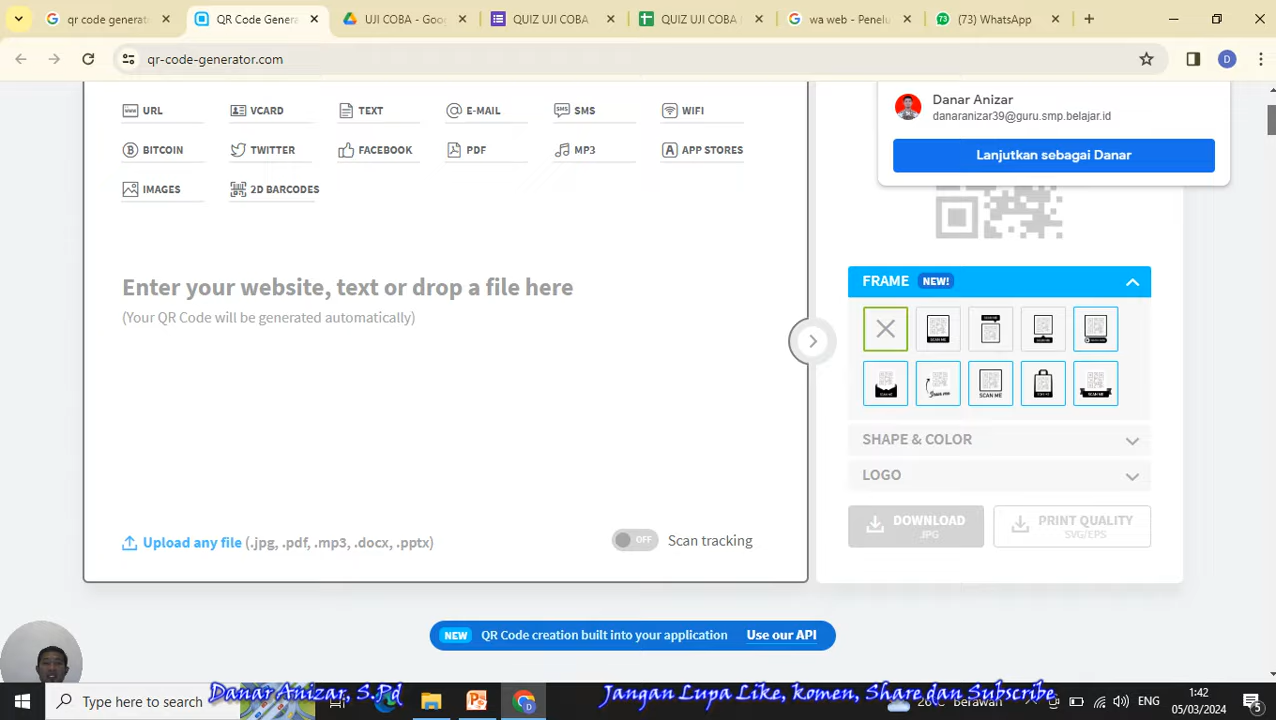 qr code generat
QR Code Genera
UJI COBA - Goo
QUIZ UJI COBA
QUIZ UJI COBA
wa web - Penelu
(73) WhatsApp
qr-code-generator.com
D
URL
VCARD
TEXT
E-MAIL
SMS
WIFI
BITCOIN
TWITTER
FACEBOOK
PDF
MP3
APP STORES
IMAGES
2D BARCODES
Enter your website, text or drop a file here
(Your QR Code will be generated automatically)
Upload any file (.jpg, .pdf, .mp3, .docx, .pptx)
OFF
Scan tracking
Danar Anizar
danaranizar39@guru.smp.belajar.id
Lanjutkan sebagai Danar
FRAME NEW!
SCAN ME
SHAPE & COLOR
LOGO
DOWNLOAD
.JPG
PRINT QUALITY
SVG/EPS
NEW QR Code creation built into your application Use our API
Type here to search
Danar Anizar, S.Pd
Jangan Lupa Like, komen, Share dan Subscribe
Berawan
ENG
1:42
05/03/2024
5